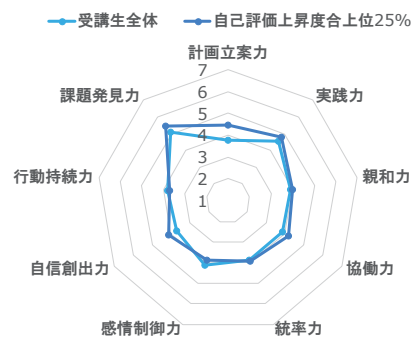 受講生全体 自己評価上昇度合上位25%
計画立案力
7
課題発見力 6 実践力
5
4
行動持続力 3 親和力
2
1
自信創出力 協働力
感情制御力 統率力